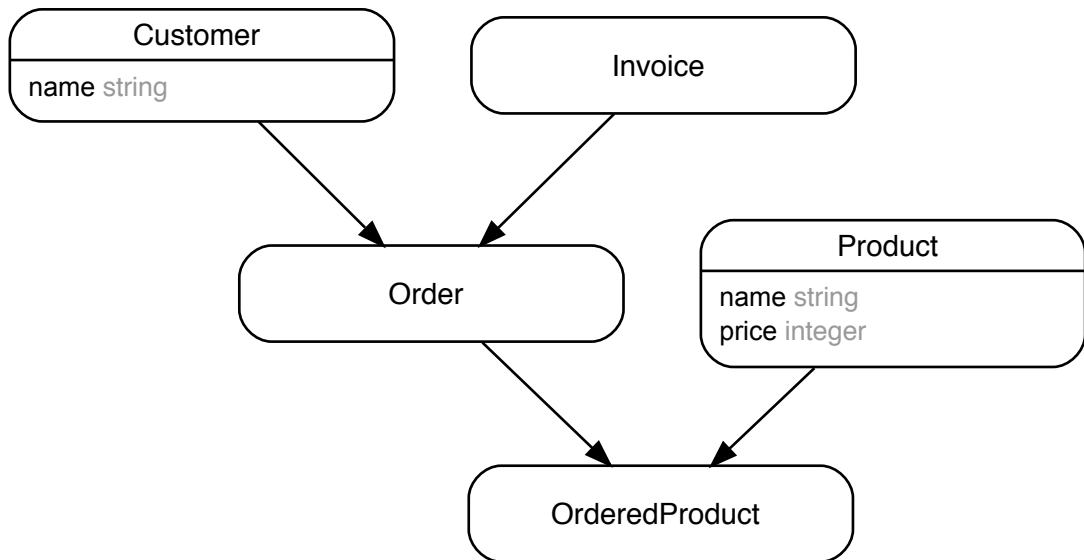 Customer
name string
Invoice
Order
Product
name string
price integer
OrderedProduct